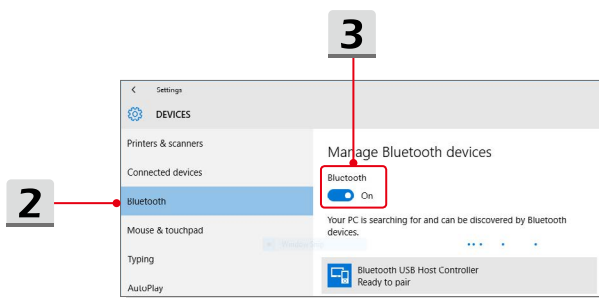 3
Settings
DEVICES
Printers & scanners
Connected devices
Bluetooth
Mouse & touchpad
Typing
AutoPlay
2
Manage Bluetooth devices
Bluetooth
On
Your PC is searching for and can be discovered by Bluetooth
devices.
Bluetooth USB Host Controller
Ready to pair